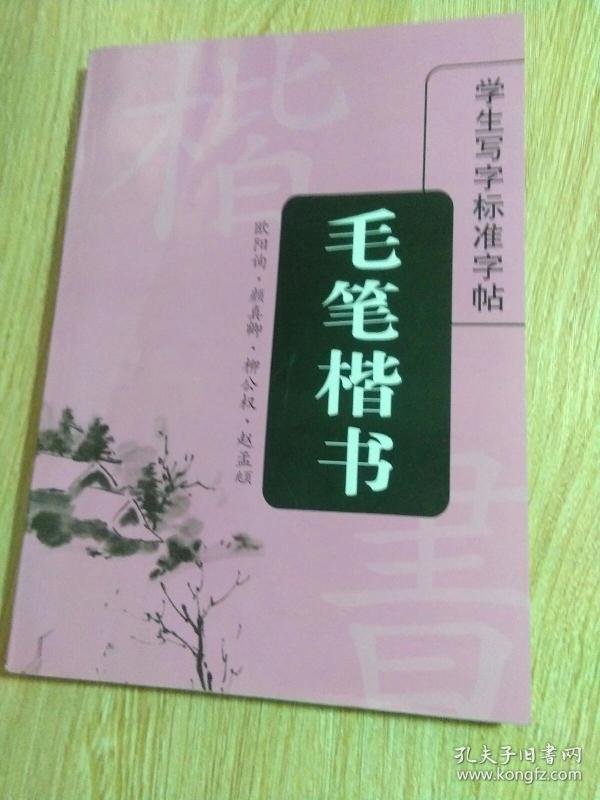 学生写字标准字帖
毛笔楷书
欧阳询·颜真卿·柳公权·赵孟頫
楷
書
孔夫子旧書网
www.kongfz.com